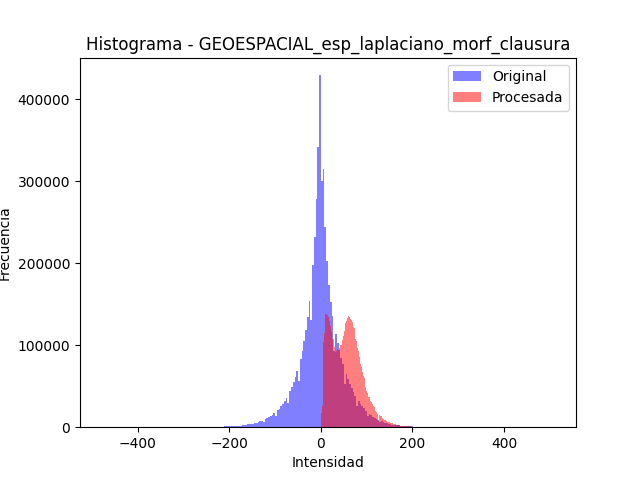 Histograma - GEOESPACIAL_esp_laplaciano_morf_clausura
Original
Procesada
400000
300000
200000
100000
0
Frecuencia
−400
−200
0
200
400
Intensidad